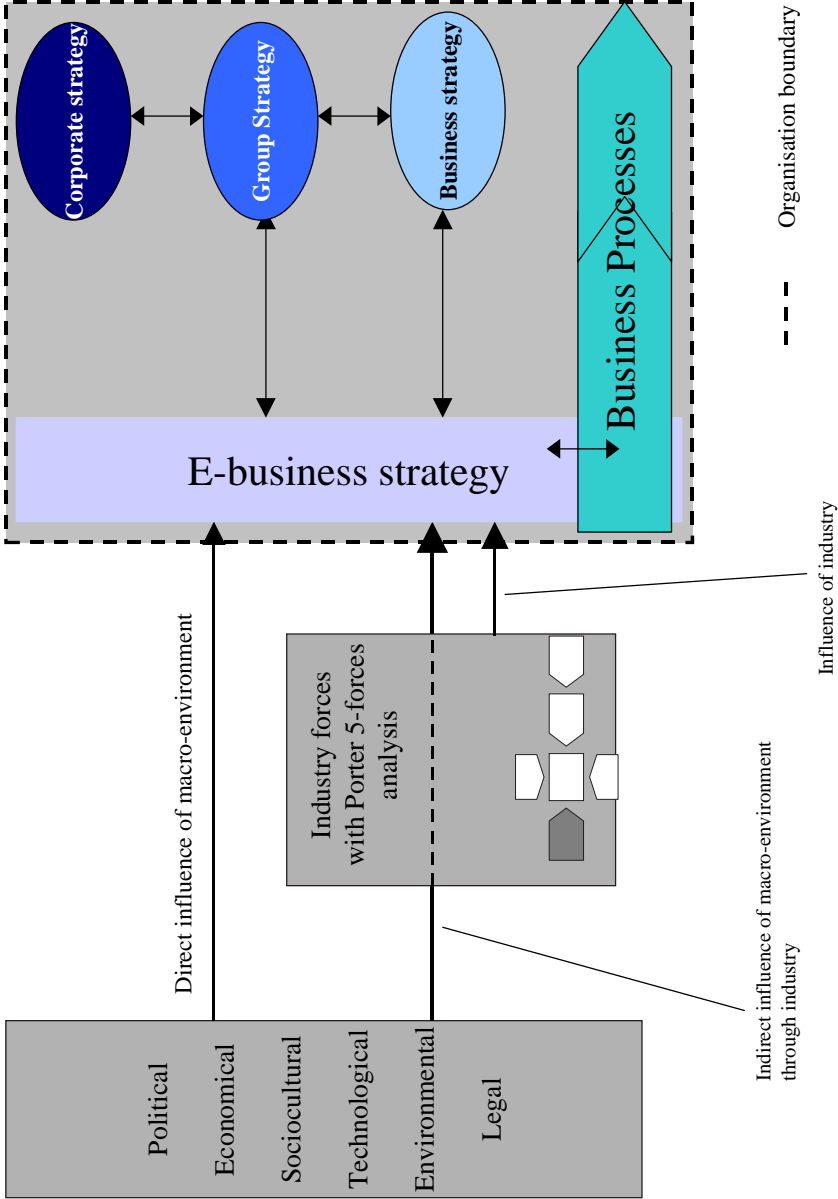 Political
Economical
Sociocultural
Technological
Environmental
Legal
Direct influence of macro-environment
Industry forces
with Porter 5-forces
analysis
Indirect influence of macro-environment
through industry
Influence of industry
E-business strategy
Corporate strategy
Group Strategy
Business strategy
Business Processes
Organisation boundary